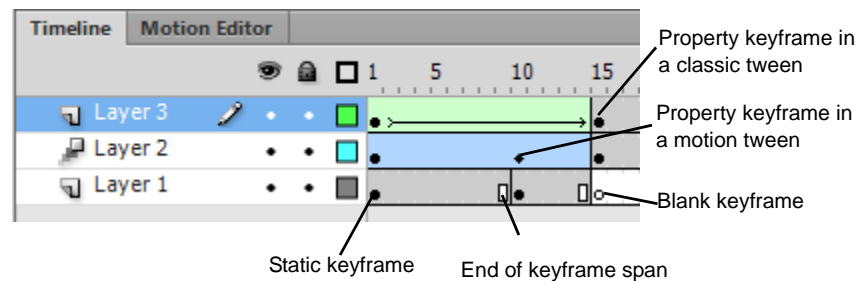 Timeline Motion Editor
1 5 10 15
Layer 3
Layer 2
Layer 1
Property keyframe in
a classic tween
Property keyframe in
a motion tween
Blank keyframe
Static keyframe
End of keyframe span